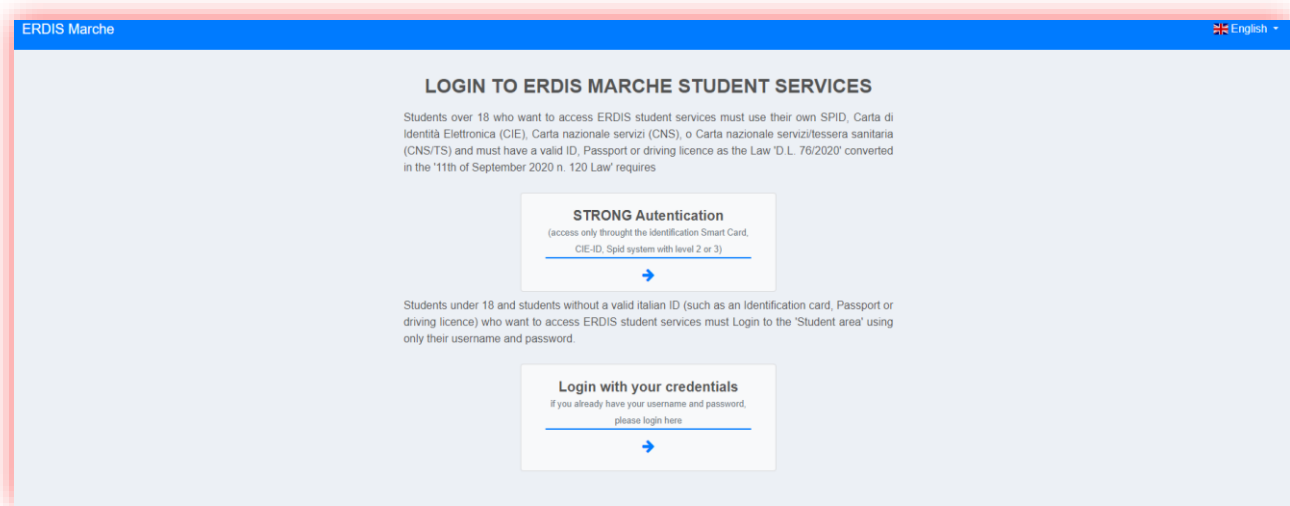 ERDIS Marche
English
LOGIN TO ERDIS MARCHE STUDENT SERVICES
Students over 18 who want to access ERDIS student services must use their own SPID, Carta di
Identità Elettronica (CIE), Carta nazionale servizi (CNS), o Carta nazionale servizi/tessera sanitaria
(CNS/TS) and must have a valid ID, Passport or driving licence as the Law 'D.L. 76/2020' converted
in the '11th of September 2020 n. 120 Law' requires
STRONG Autentication
(access only throught the identification Smart Card,
CIE-ID, Spid system with level 2 or 3)
Students under 18 and students without a valid italian ID (such as an Identification card, Passport or
driving licence) who want to access ERDIS student services must Login to the 'Student area' using
only their username and password.
Login with your credentials
if you already have your username and password,
please login here